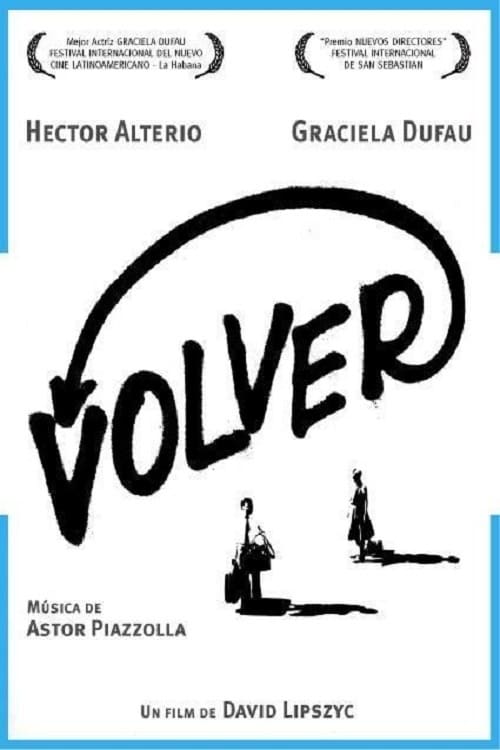 Mejor Actriz GRACIELA DUFAU
FESTIVAL INTERNACIONAL DEL NUEVO
CINE LATINOAMERICANO - La Habana
"Premio NUEVOS DIRECTORES"
FESTIVAL INTERNACIONAL
DE SAN SEBASTIAN
HECTOR ALTERIO
GRACIELA DUFAU
VOLVER
MÚSICA DE
ASTOR PIAZZOLLA
UN FILM DE DAVID LIPSZYC